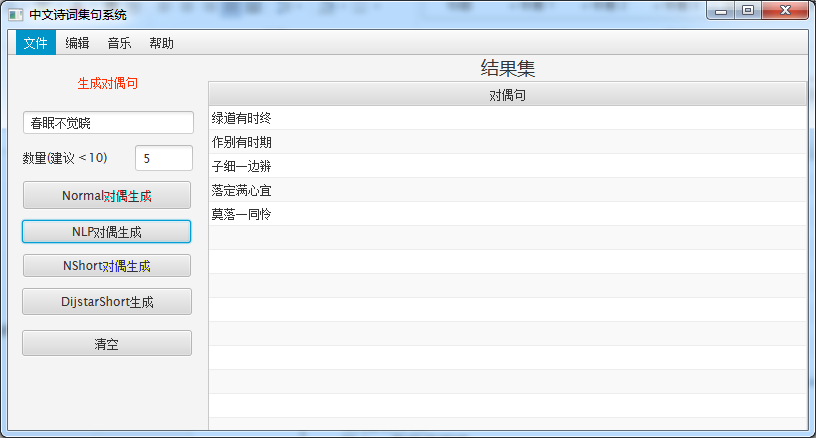 中文诗词集句系统
文件 编辑 音乐 帮助
生成对偶句
春眠不觉晓
数量(建议 <10) 5
Normal对偶生成
NLP对偶生成
NShort对偶生成
DijstarShort生成
清空
结果集
对偶句
绿道有时终
作别有时期
子细一边辨
落定满心宜
莫落一同怜